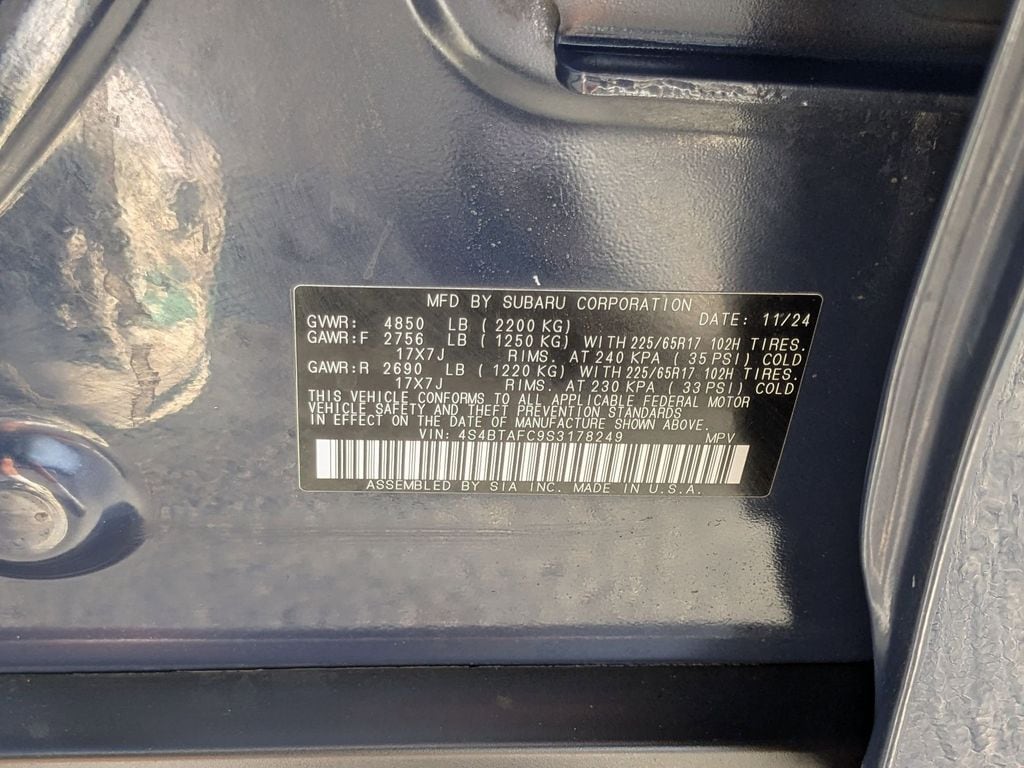 MFD BY SUBARU CORPORATION DATE: 11/24
GVWR: 4850 LB (2200 KG)
GAWR:F 2756 LB (1250 KG) WITH 225/65R17 102H TIRES.
17X7J RIMS. AT 240 KPA (35 PSI) COLD
GAWR:R 2690 LB (1220 KG) WITH 225/65R17 102H TIRES.
17X7J RIMS. AT 230 KPA (33 PSI) COLD
THIS VEHICLE CONFORMS TO ALL APPLICABLE FEDERAL MOTOR
VEHICLE SAFETY AND THEFT PREVENTION STANDARDS
IN EFFECT ON THE DATE OF MANUFACTURE SHOWN ABOVE.
VIN: 4S4BTAFC9S3178249 MPV
ASSEMBLED BY SIA INC. MADE IN U.S.A.